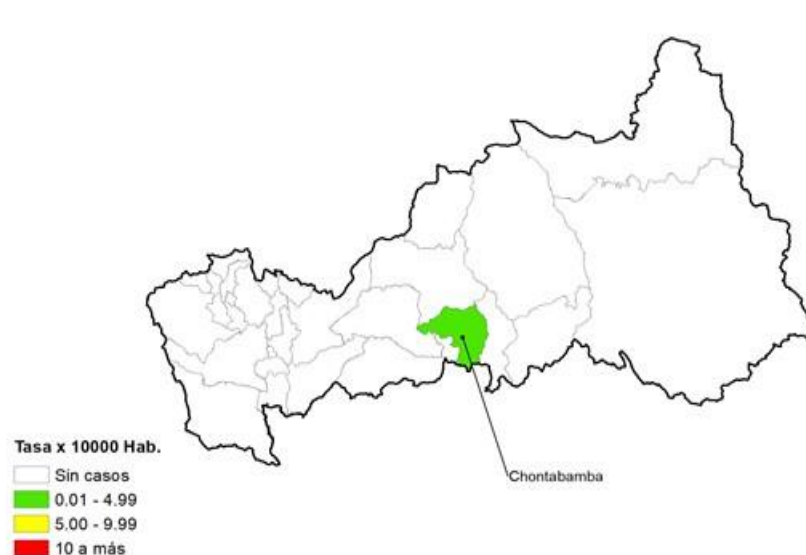 Chontabamba
Tasa x 10000 Hab.
Sin casos
0.01 - 4.99
5.00 - 9.99
10 a más